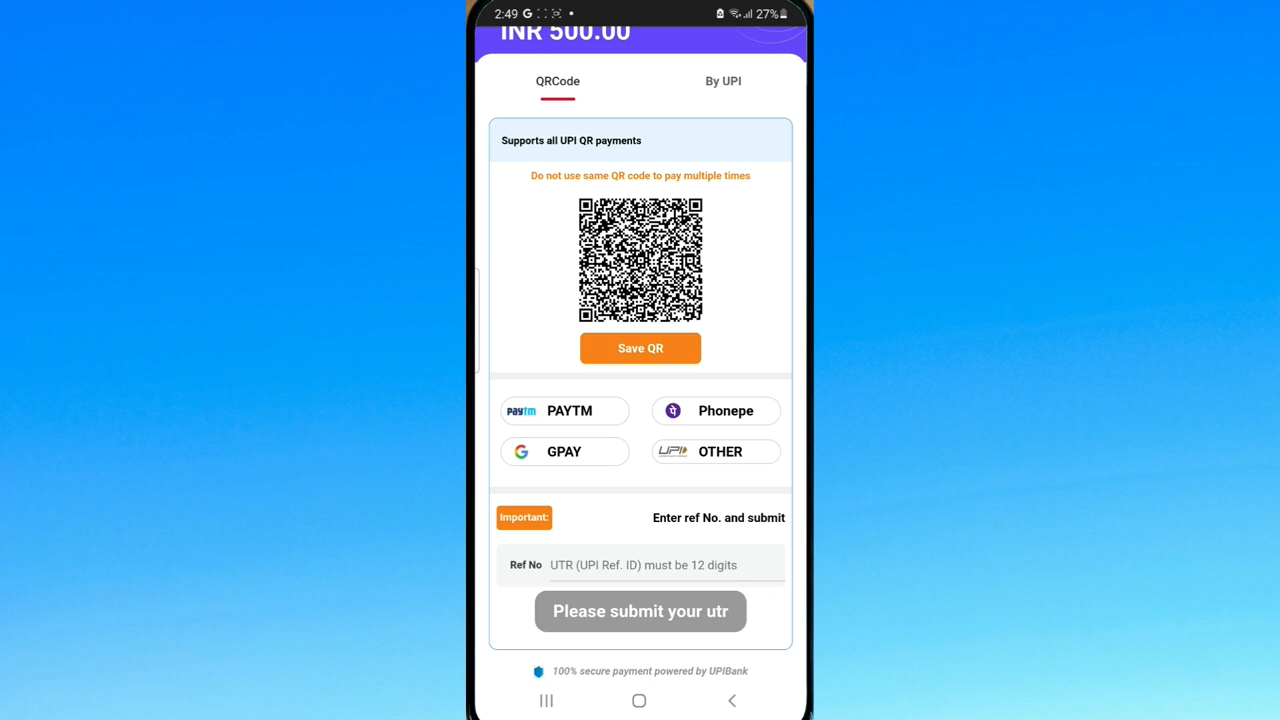 2:49 G 27%
INR 500.00
QRCode By UPI
Supports all UPI QR payments
Do not use same QR code to pay multiple times
Save QR
Paytm PAYTM Phonepe
GPAY UPI OTHER
Important: Enter ref No. and submit
Ref No UTR (UPI Ref. ID) must be 12 digits
Please submit your utr
100% secure payment powered by UPIBank